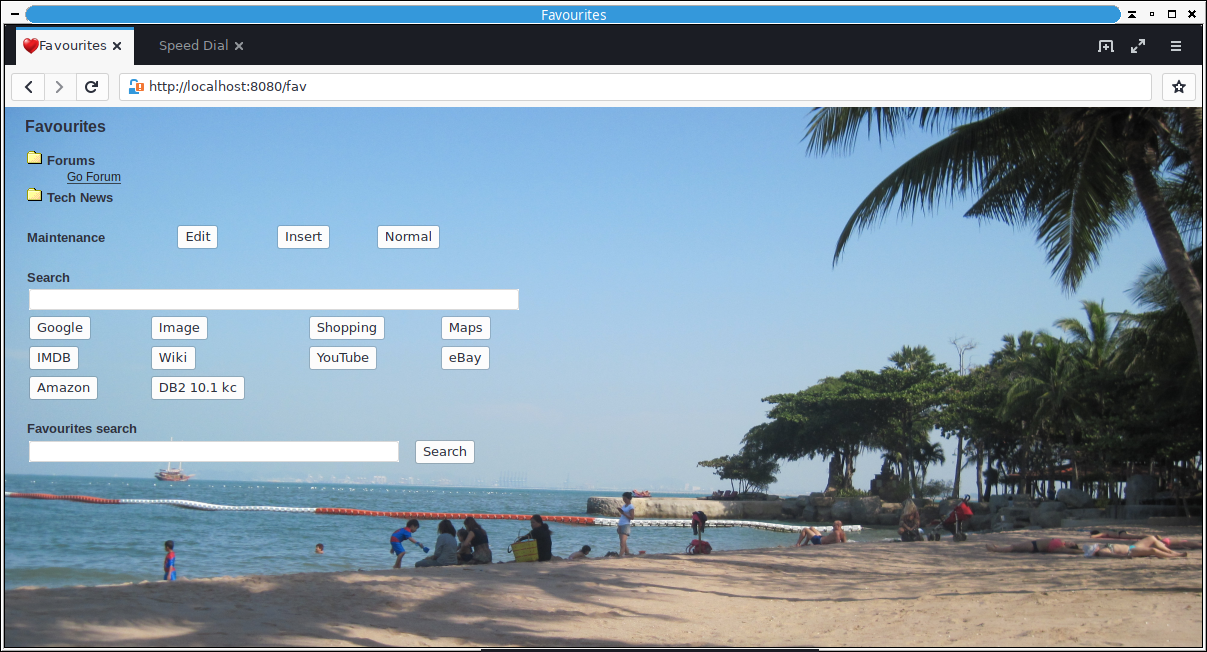 Favourites
Favourites Speed Dial
http://localhost:8080/fav
Favourites
Forums
Go Forum
Tech News
Maintenance Edit Insert Normal
Search
Google Image Shopping Maps
IMDB Wiki YouTube eBay
Amazon DB2 10.1 kc
Favourites search
Search